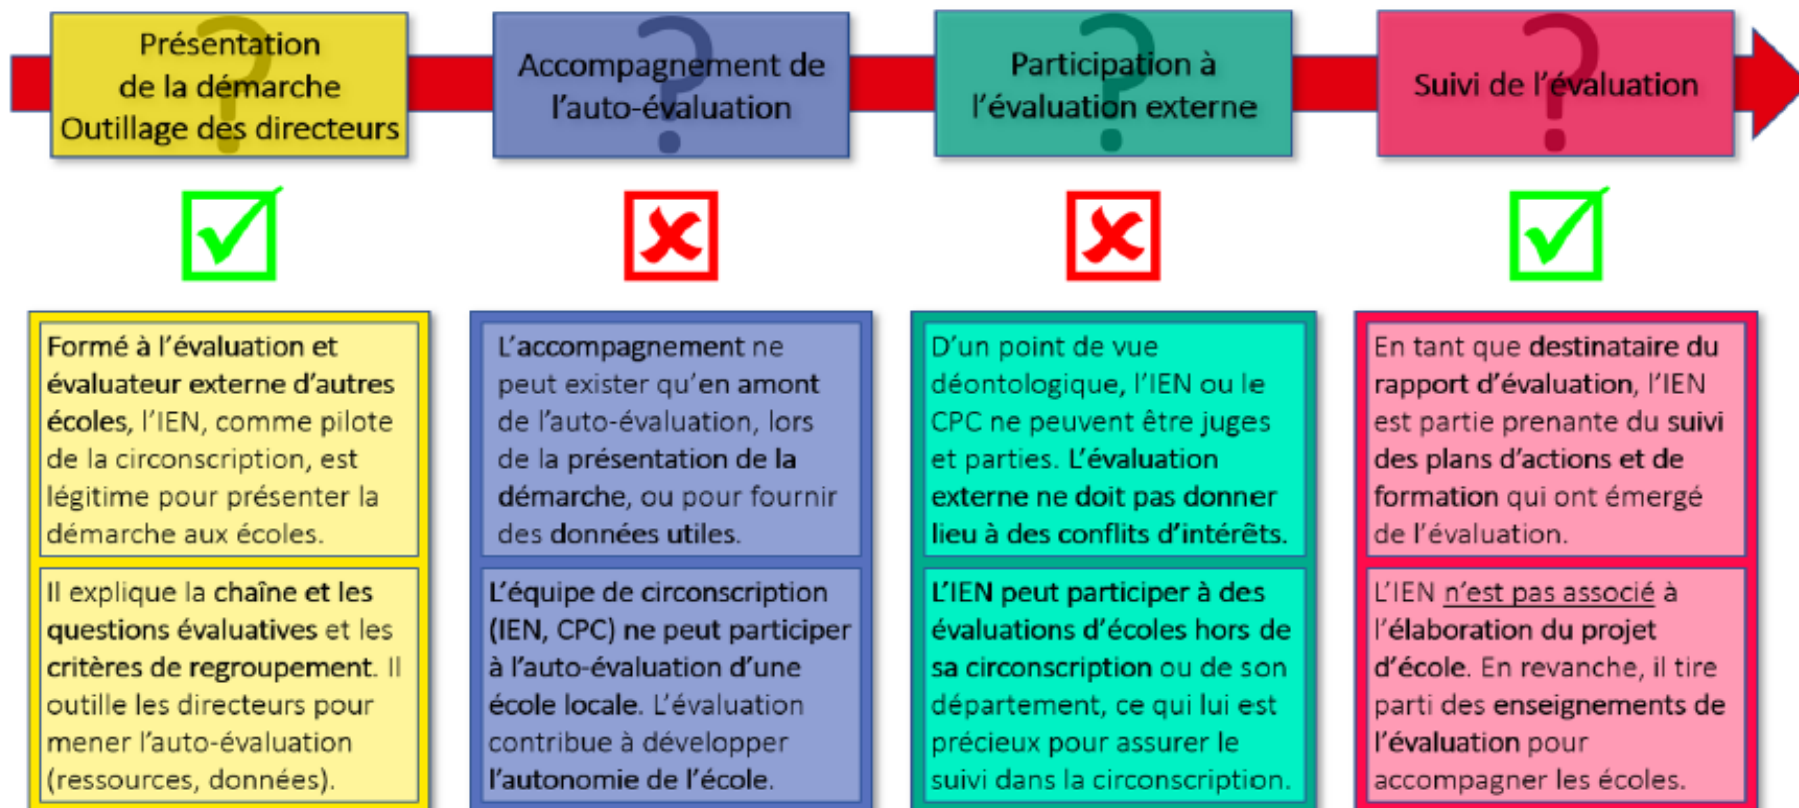 Présentation
de la démarche
Outillage des directeurs
Accompagnement de
l'auto-évaluation
Participation à
l'évaluation externe
Suivi de l'évaluation
?
?
?
?
Formé à l'évaluation et
évaluateur externe d'autres
écoles, l'IEN, comme pilote
de la circonscription, est
légitime pour présenter la
démarche aux écoles.
Il explique la chaîne et les
questions évaluatives et les
critères de regroupement. Il
outille les directeurs pour
mener l'auto-évaluation
(ressources, données).
L'accompagnement ne
peut exister qu'en amont
de l'auto-évaluation, lors
de la présentation de la
démarche, ou pour fournir
des données utiles.
L'équipe de circonscription
(IEN, CPC) ne peut participer
à l'auto-évaluation d'une
école locale. L'évaluation
contribue à développer
l'autonomie de l'école.
D'un point de vue
déontologique, l'IEN ou le
CPC ne peuvent être juges
et parties. L'évaluation
externe ne doit pas donner
lieu à des conflits d'intérêts.
L'IEN peut participer à des
évaluations d'écoles hors de
sa circonscription ou de son
département, ce qui lui est
précieux pour assurer le
suivi dans la circonscription.
En tant que destinataire du
rapport d'évaluation, l'IEN
est partie prenante du suivi
des plans d'actions et de
formation qui ont émergé
de l'évaluation.
L'IEN n'est pas associé à
l'élaboration du projet
d'école. En revanche, il tire
parti des enseignements de
l'évaluation pour
accompagner les écoles.